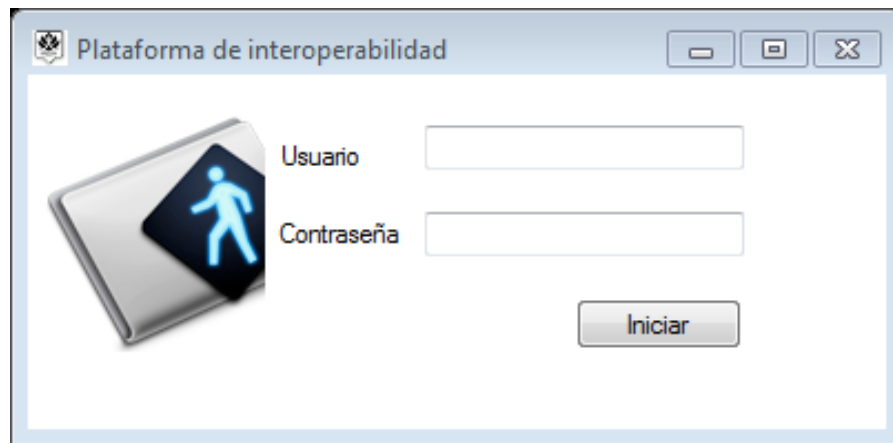 Plataforma de interoperabilidad
Usuario
Contraseña
Iniciar